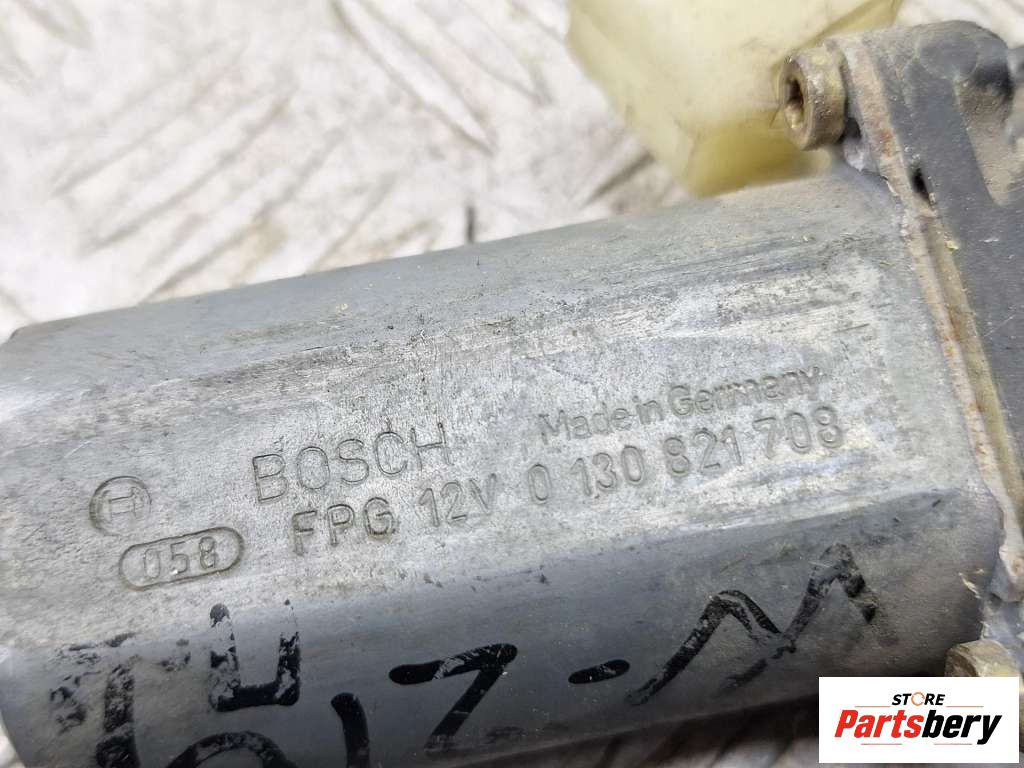 BOSCH Made in Germany
FPG 12V 0 130 821 708
058
STORE
Partsbery